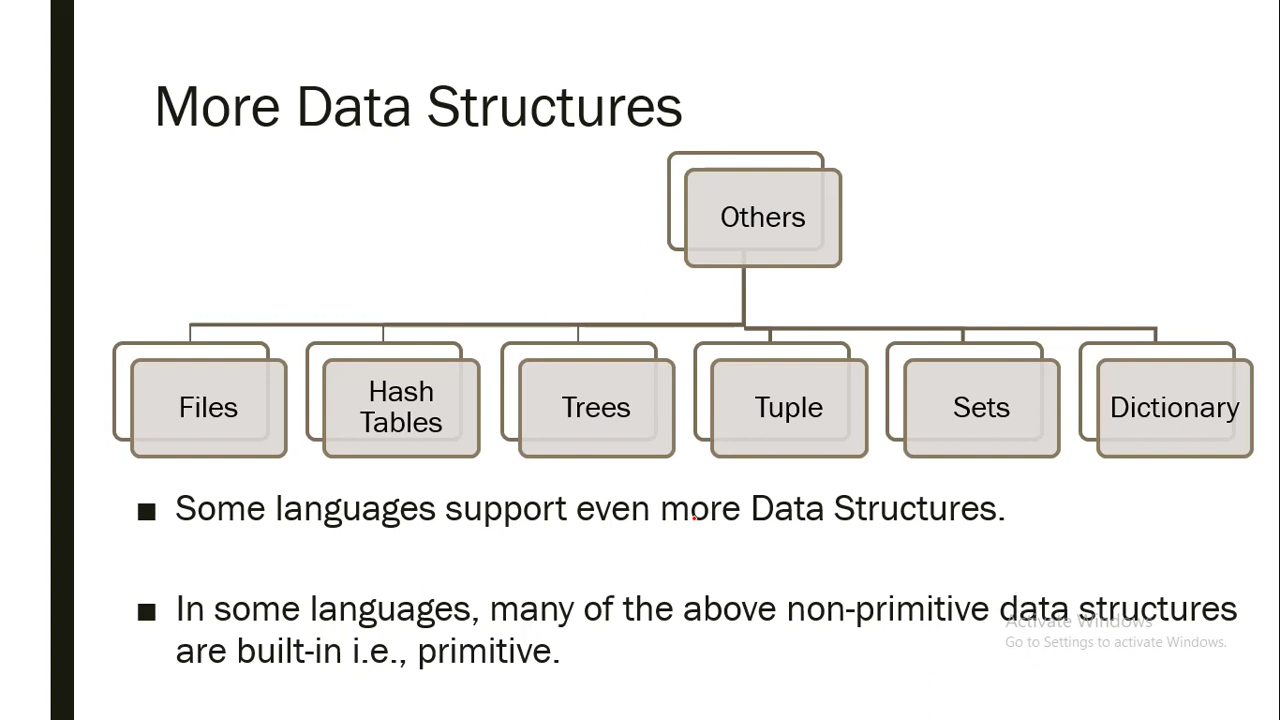 More Data Structures
Others
Files
Hash
Tables
Trees
Tuple
Sets
Dictionary
■ Some languages support even more Data Structures.
■ In some languages, many of the above non-primitive data structures
are built-in i.e., primitive.
Activate Windows
Go to Settings to activate Windows.